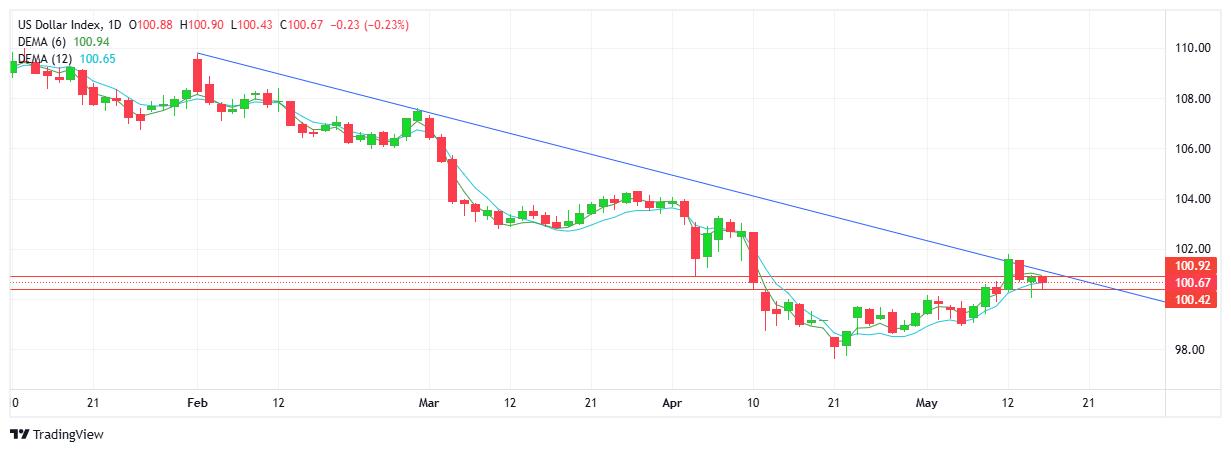 US Dollar Index, 1D O100.88 H100.90 L100.43 C100.67 −0.23 (−0.23%)
DEMA (6) 100.94
DEMA (12) 100.65
110.00
108.00
106.00
104.00
102.00
100.92
100.67
100.42
98.00
0 21 Feb 12 Mar 12 21 Apr 10 21 May 12 21
TradingView